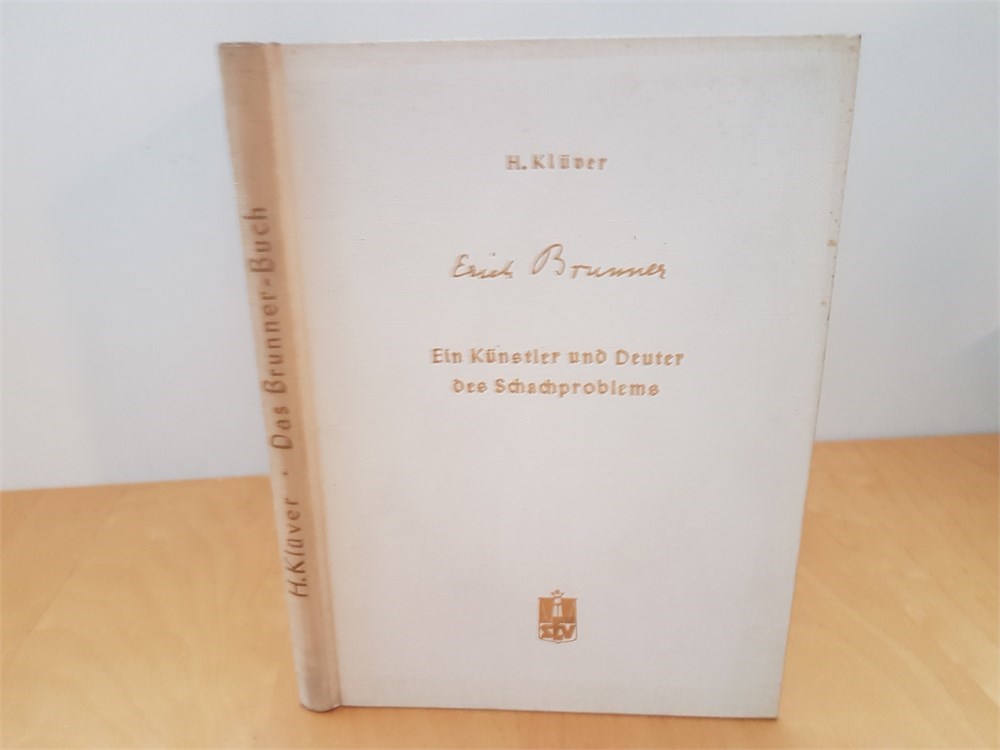 H. Klüver
Erich Brunner
Ein Künstler und Deuter
des Schachproblems
H. Klüver · Das Brunner-Buch